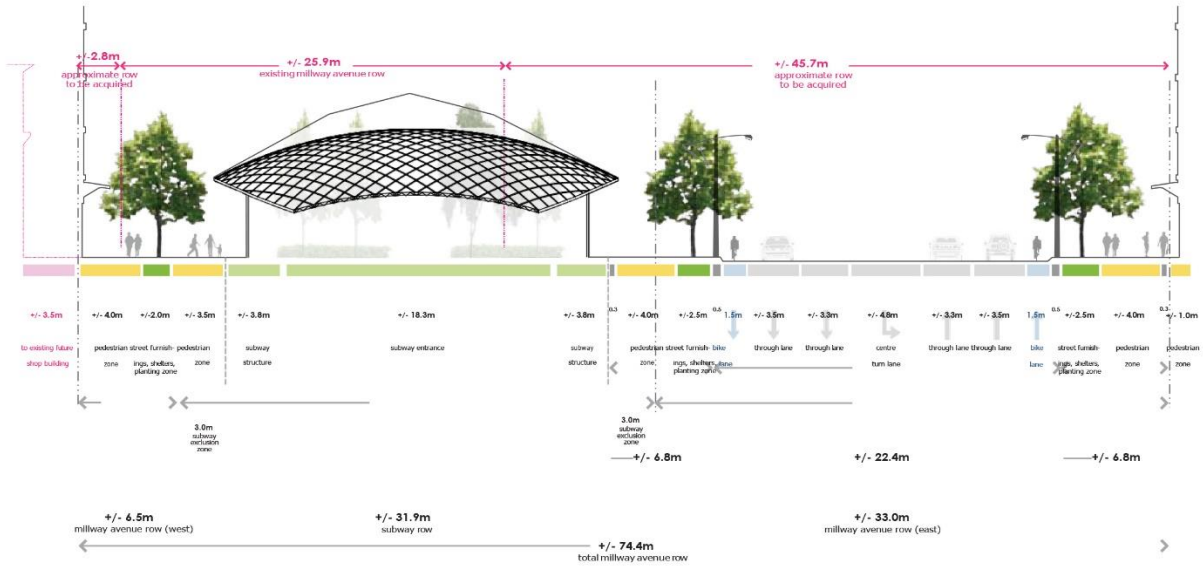 +/-2.8m
approximate row
to be acquired
+/- 25.9m
existing millway avenue row
+/- 45.7m
approximate row
to be acquired
+/- 3.5m
+/- 4.0m
+/-2.0m
+/- 3.5m
+/- 3.8m
+/- 18.3m
+/- 3.8m
0.3
+/- 4.0m
+/-2.5m
0.5
1.5m
+/- 3.5m
+/- 3.3m
+/- 4.8m
+/- 3.3m
+/- 3.5m
1.5m
0.5
+/- 2.5m
+/- 4.0m
0.3
+/- 1.0m
to existing future
shop building
pedestrian
zone
street furnish-
ings, shelters,
planting zone
pedestrian
zone
subway
structure
subway entrance
subway
structure
pedestrian
zone
street furnish-
ings, shelters,
planting zone
bike
lane
through lane
through lane
centre
turn lane
through lane
through lane
bike
lane
street furnish-
ings, shelters,
planting zone
pedestrian
zone
pedestrian
zone
3.0m
subway
exclusion
zone
3.0m
subway
exclusion
zone
+/- 6.8m
+/- 22.4m
+/- 6.8m
+/- 6.5m
millway avenue row (west)
+/- 31.9m
subway row
+/- 33.0m
millway avenue row (east)
+/- 74.4m
total millway avenue row